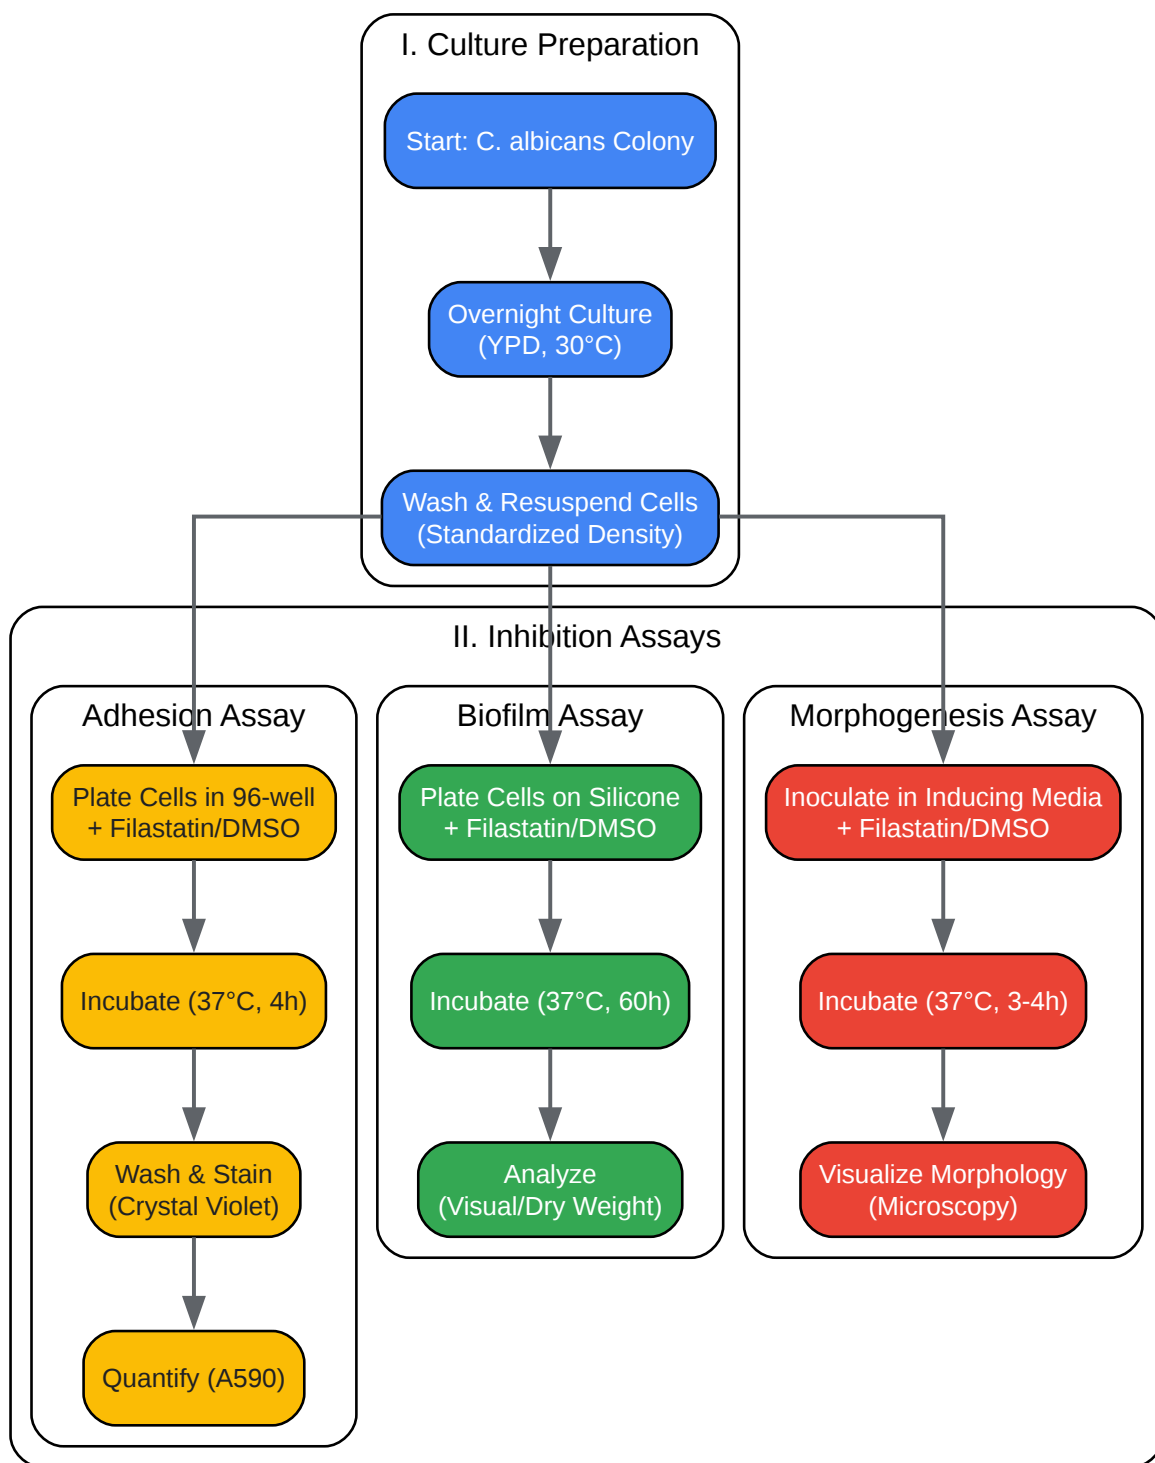 I. Culture Preparation
Start: C. albicans Colony
Overnight Culture
(YPD, 30°C)
Wash & Resuspend Cells
(Standardized Density)
II. Inhibition Assays
Adhesion Assay
Plate Cells in 96-well
+ Filastatin/DMSO
Incubate (37°C, 4h)
Wash & Stain
(Crystal Violet)
Quantify (A590)
Biofilm Assay
Plate Cells on Silicone
+ Filastatin/DMSO
Incubate (37°C, 60h)
Analyze
(Visual/Dry Weight)
Morphogenesis Assay
Inoculate in Inducing Media
+ Filastatin/DMSO
Incubate (37°C, 3-4h)
Visualize Morphology
(Microscopy)